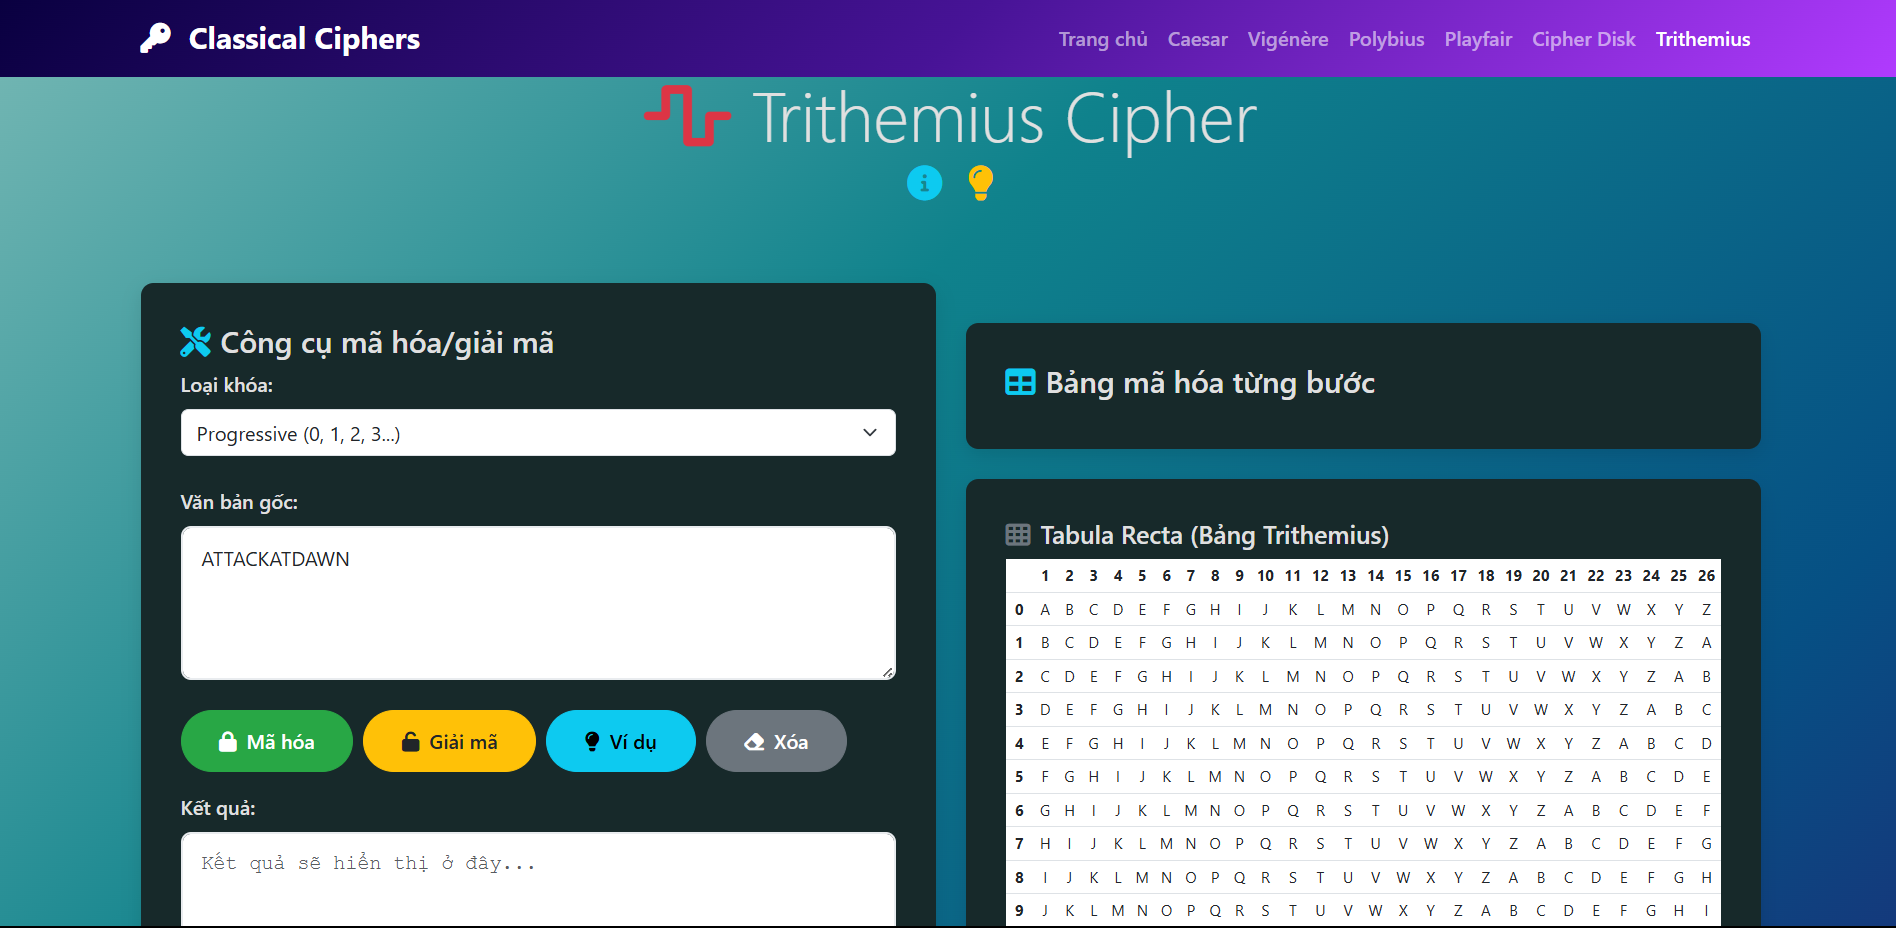 Classical Ciphers
Trang chủ Caesar Vigénère Polybius Playfair Cipher Disk Trithemius
Trithemius Cipher
Công cụ mã hóa/giải mã
Loại khóa:
Progressive (0, 1, 2, 3...)
Văn bản gốc:
ATTACKATDAWN
Mã hóa Giải mã Ví dụ Xóa
Kết quả:
Kết quả sẽ hiển thị ở đây...
Bảng mã hóa từng bước
Tabula Recta (Bảng Trithemius)
1 2 3 4 5 6 7 8 9 10 11 12 13 14 15 16 17 18 19 20 21 22 23 24 25 26
0 A B C D E F G H I J K L M N O P Q R S T U V W X Y Z
1 B C D E F G H I J K L M N O P Q R S T U V W X Y Z A
2 C D E F G H I J K L M N O P Q R S T U V W X Y Z A B
3 D E F G H I J K L M N O P Q R S T U V W X Y Z A B C
4 E F G H I J K L M N O P Q R S T U V W X Y Z A B C D
5 F G H I J K L M N O P Q R S T U V W X Y Z A B C D E
6 G H I J K L M N O P Q R S T U V W X Y Z A B C D E F
7 H I J K L M N O P Q R S T U V W X Y Z A B C D E F G
8 I J K L M N O P Q R S T U V W X Y Z A B C D E F G H
9 J K L M N O P Q R S T U V W X Y Z A B C D E F G H I